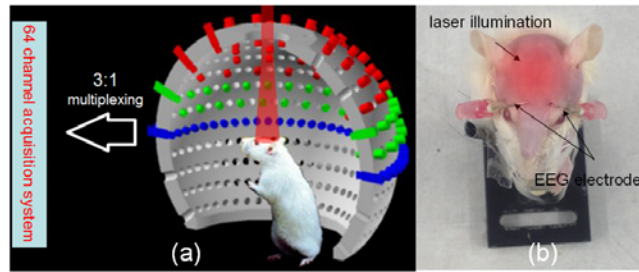 64 channel acquisition system
3:1
multiplexing
(a)
laser illumination
EEG electrode
(b)